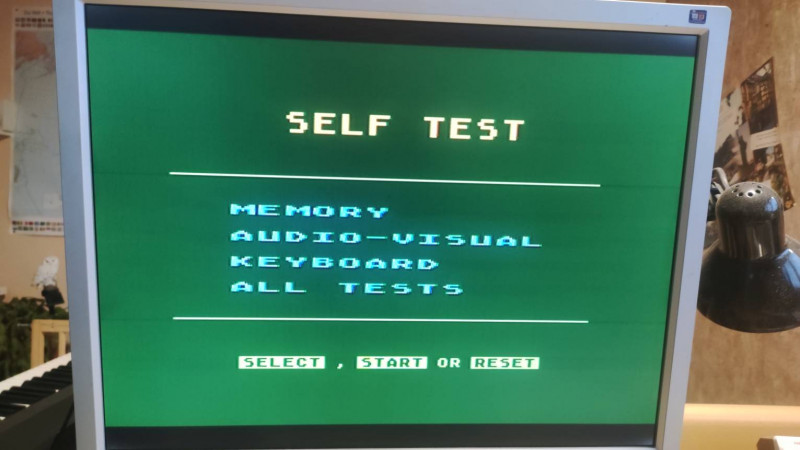 SELF TEST
MEMORY
AUDIO-VISUAL
KEYBOARD
ALL TESTS
SELECT , START OR RESET